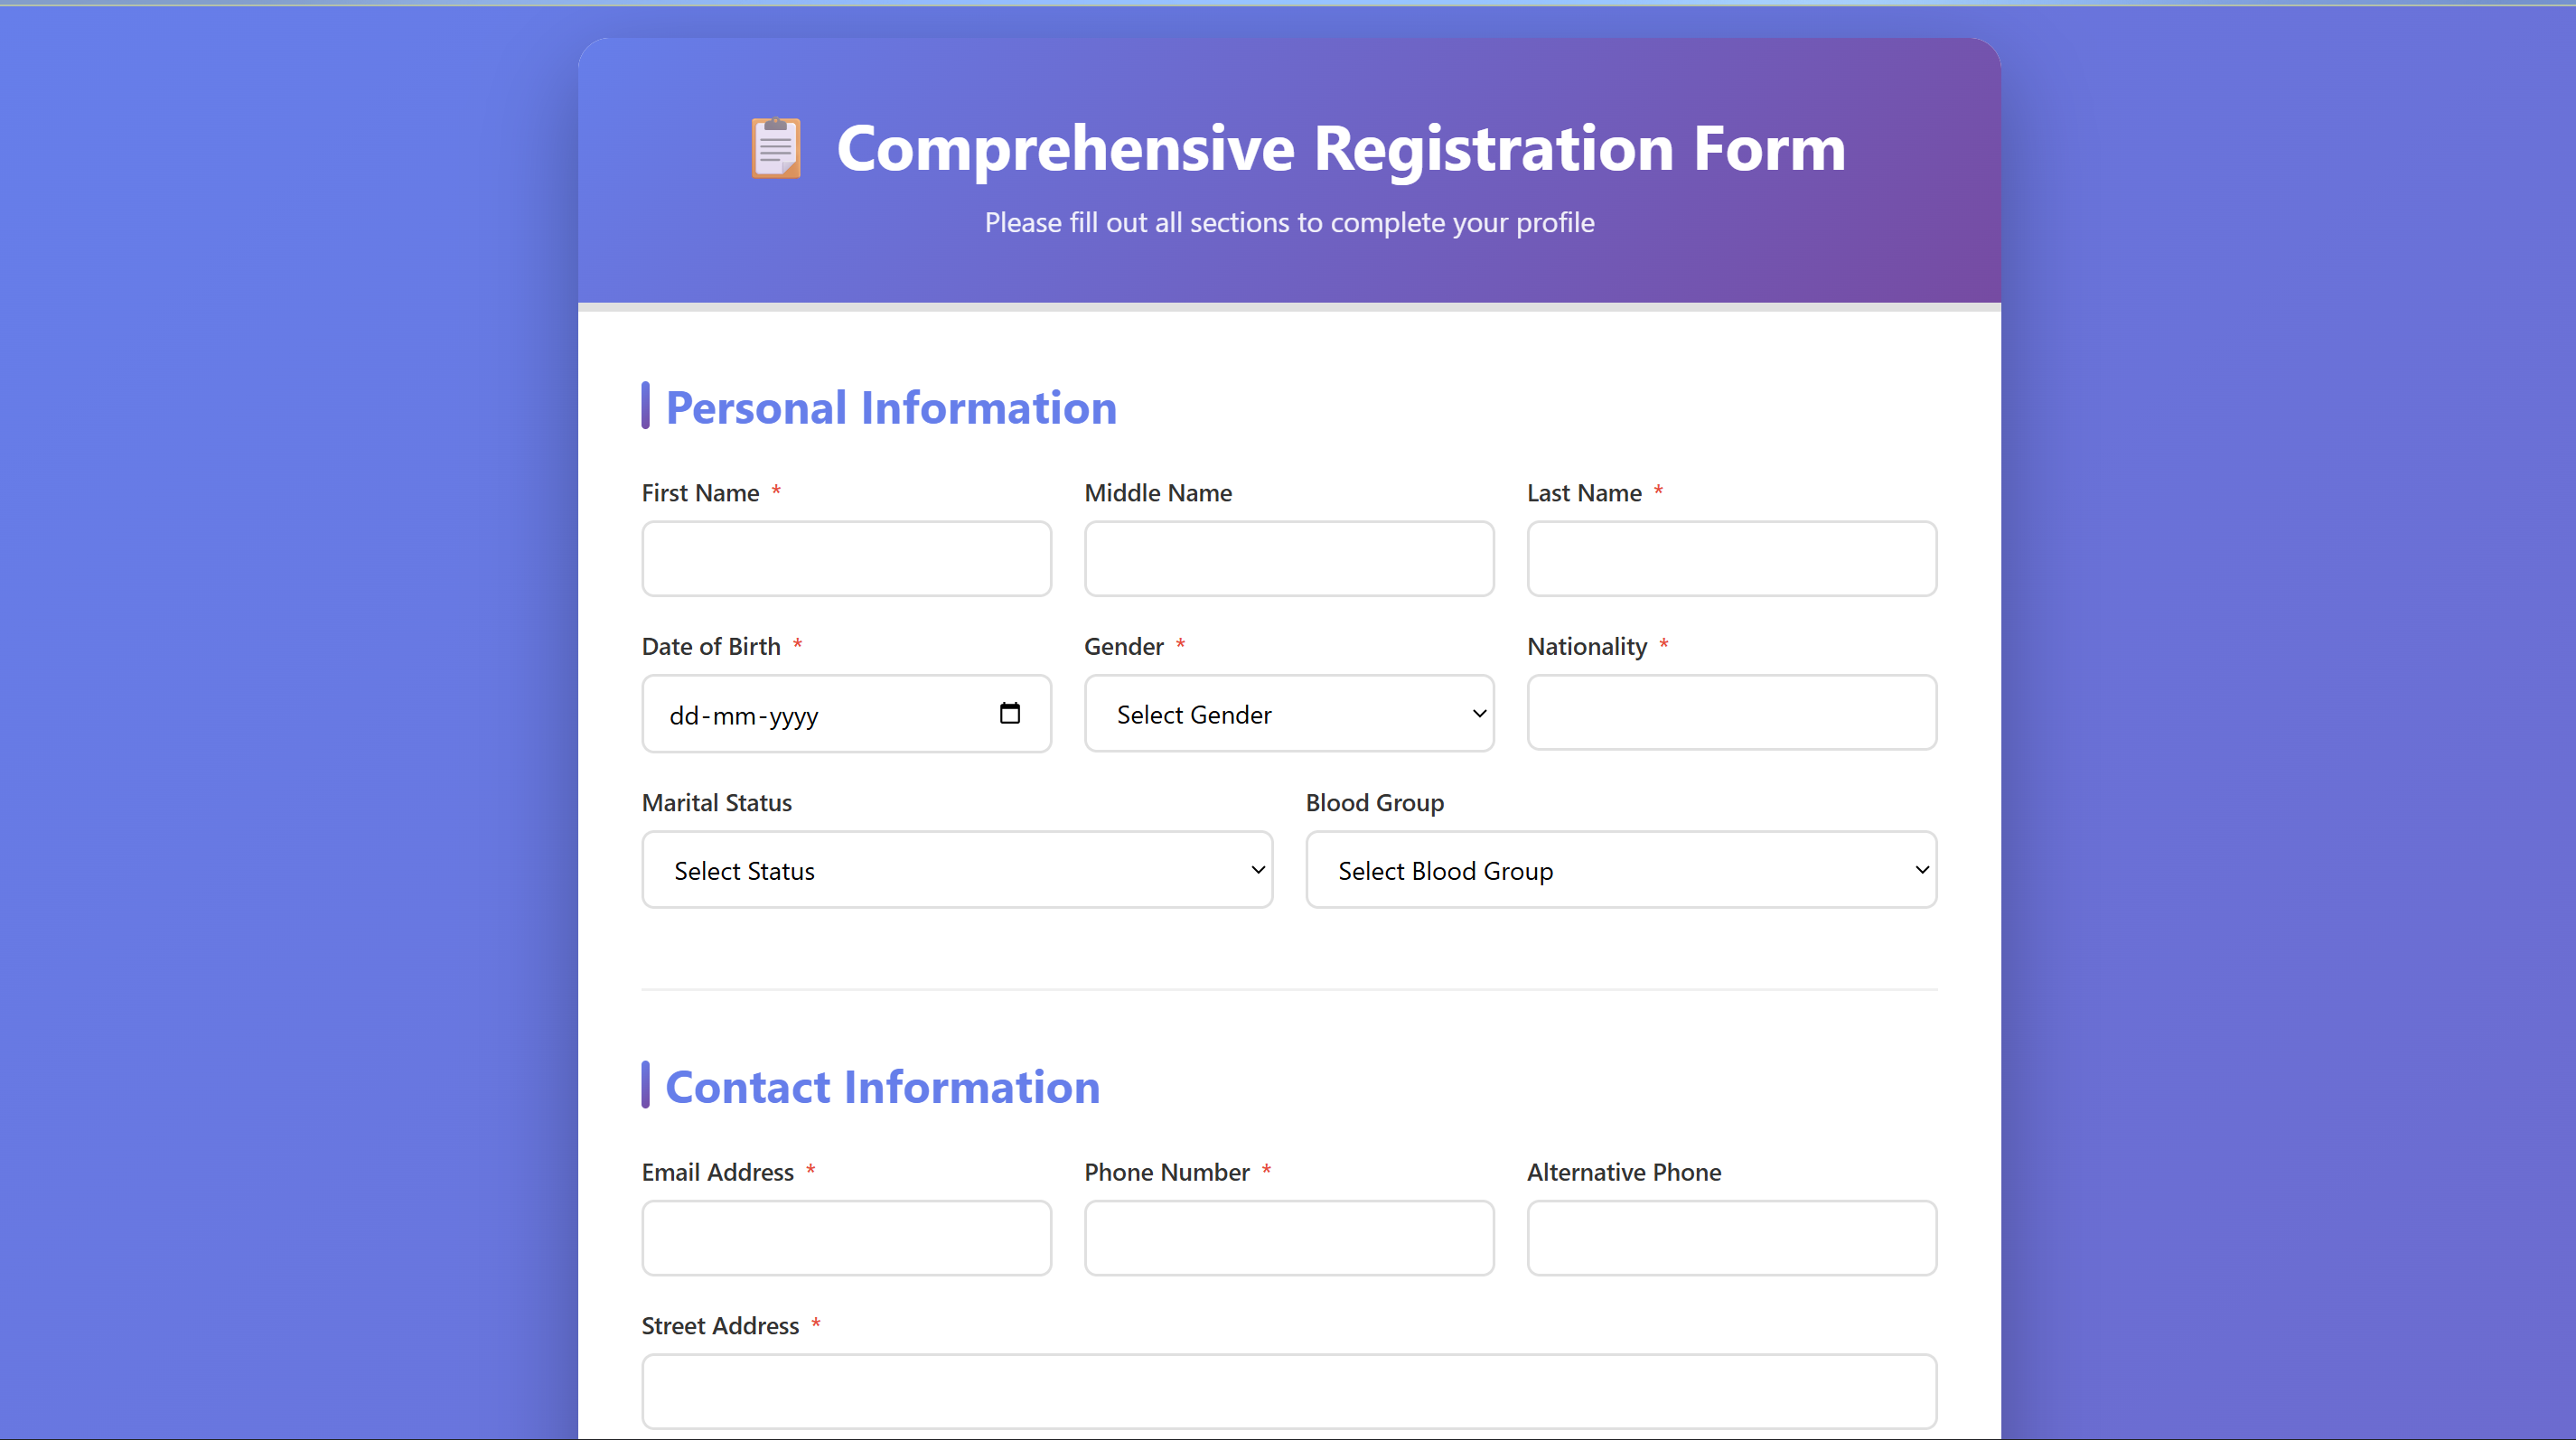 Comprehensive Registration Form
Please fill out all sections to complete your profile
Personal Information
First Name *
Middle Name
Last Name *
Date of Birth *
Gender *
Nationality *
dd-mm-yyyy
Select Gender
Marital Status
Blood Group
Select Status
Select Blood Group
Contact Information
Email Address *
Phone Number *
Alternative Phone
Street Address *